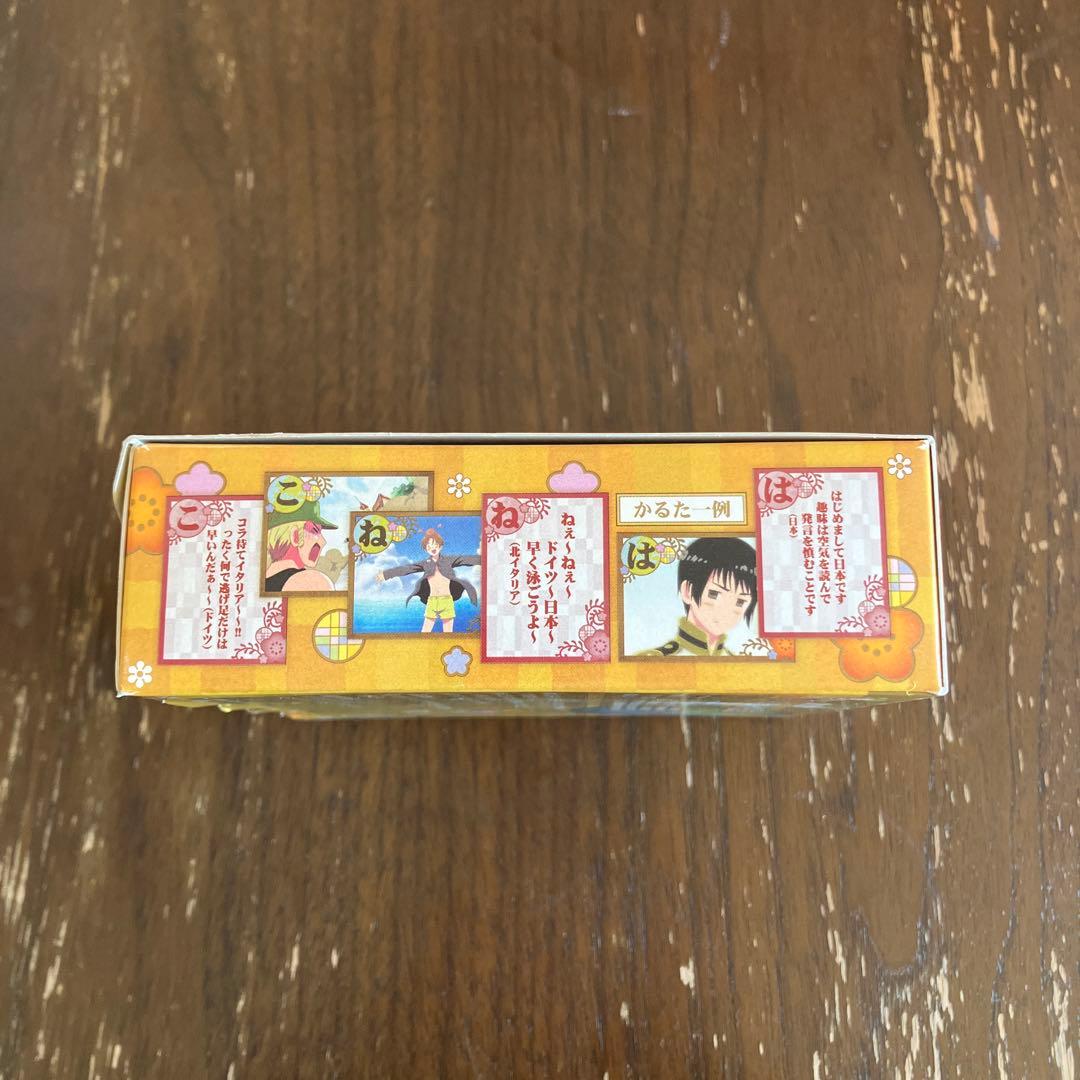 こ
コラ待てイタリア〜〜!!
ったく何で逃げ足だけは
早いんだぁ〜〜(ドイツ)
こ
ね
ね
ねぇ〜ねぇ〜
ドイツ〜日本〜
早く泳ごうよ〜
(北イタリア)
かるた一例
は
は
はじめまして日本です
趣味は空気を読んで
発言を慎むことです
(日本)